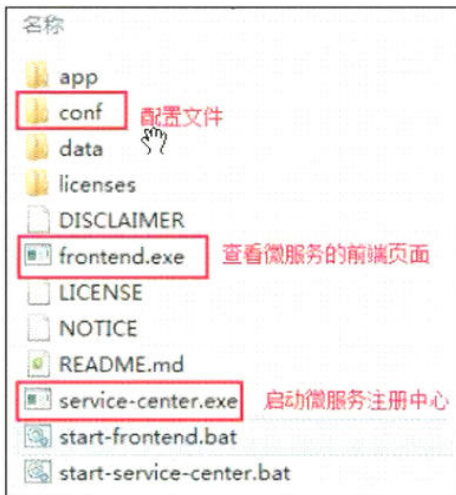 名称
app
conf 配置文件
data
licenses
DISCLAIMER
frontend.exe 查看微服务的前端页面
LICENSE
NOTICE
README.md
service-center.exe 启动微服务注册中心
start-frontend.bat
start-service-center.bat